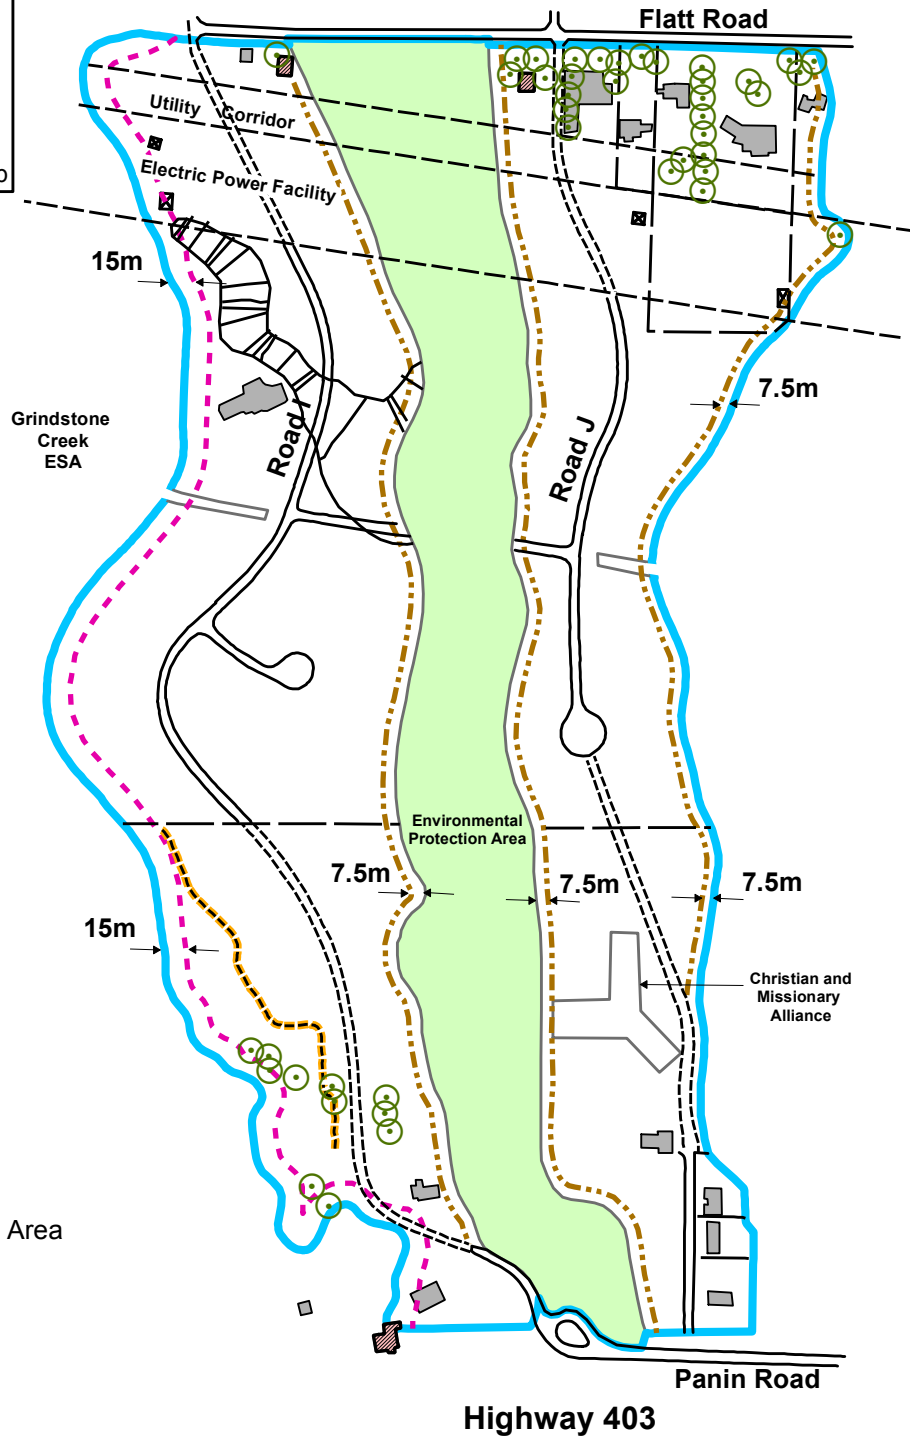 Flatt Road
Utility Corridor
Electric Power Facility
15m
7.5m
Grindstone
Creek
ESA
Road I
Road J
Environmental
Protection Area
7.5m
7.5m
7.5m
15m
Christian and
Missionary
Alliance
Area
Panin Road
Highway 403